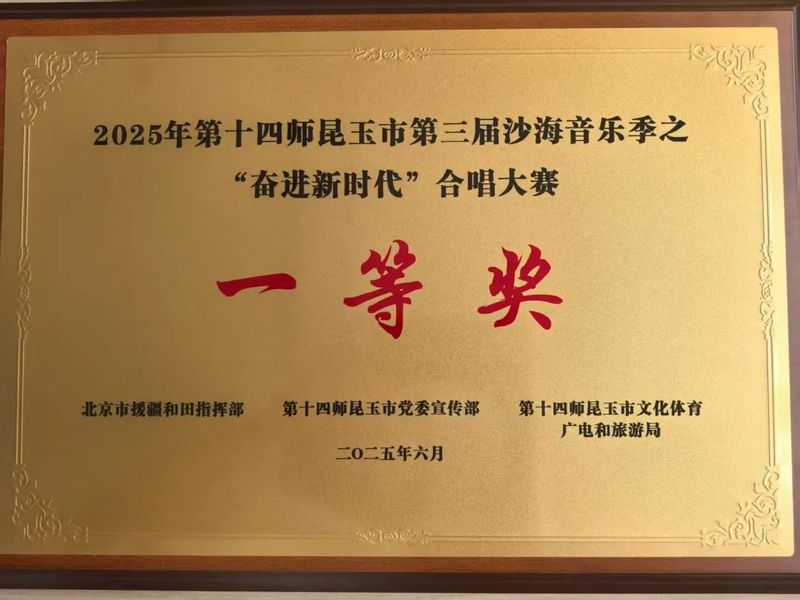 2025年第十四师昆玉市第三届沙海音乐季之
“奋进新时代”合唱大赛
一等奖
北京市援疆和田指挥部
第十四师昆玉市党委宣传部
第十四师昆玉市文化体育
广电和旅游局
二〇二五年六月